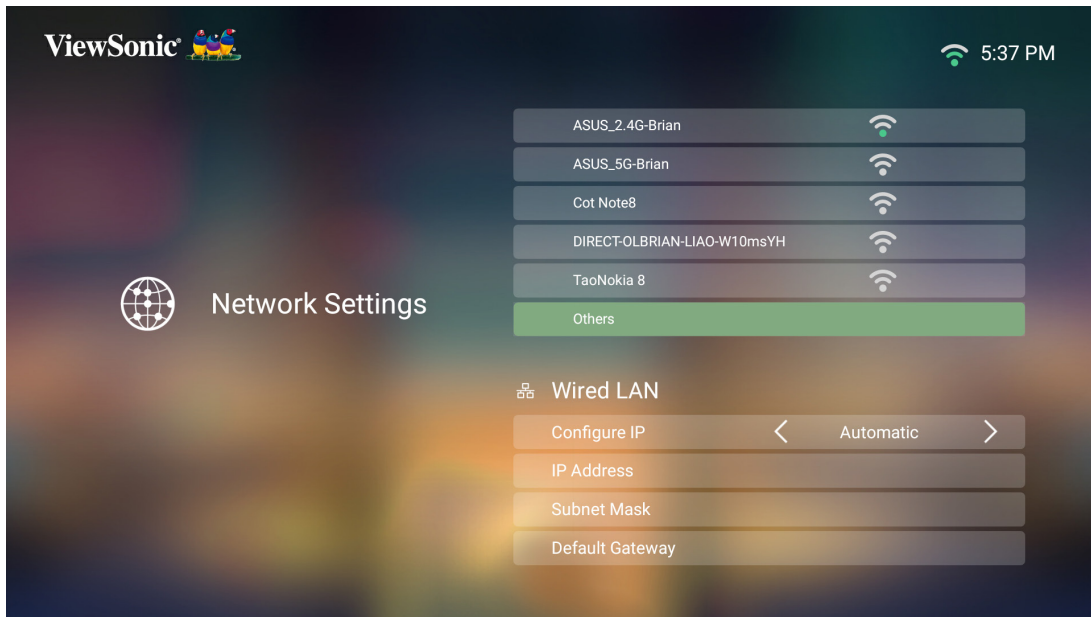 ViewSonic®
5:37 PM
ASUS_2.4G-Brian
ASUS_5G-Brian
Cot Note8
DIRECT-OLBRIAN-LIAO-W10msYH
TaoNokia 8
Network Settings
Others
Wired LAN
Configure IP Automatic
IP Address
Subnet Mask
Default Gateway